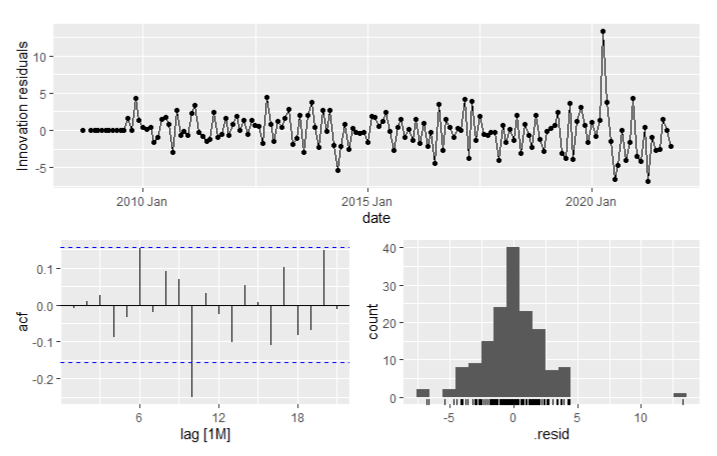 Innovation residuals
10
5
0
-5
2010 Jan
2015 Jan
2020 Jan
date
acf
0.1
0.0
-0.1
-0.2
6
12
18
lag [1M]
count
40
30
20
10
0
-5
0
5
10
.resid